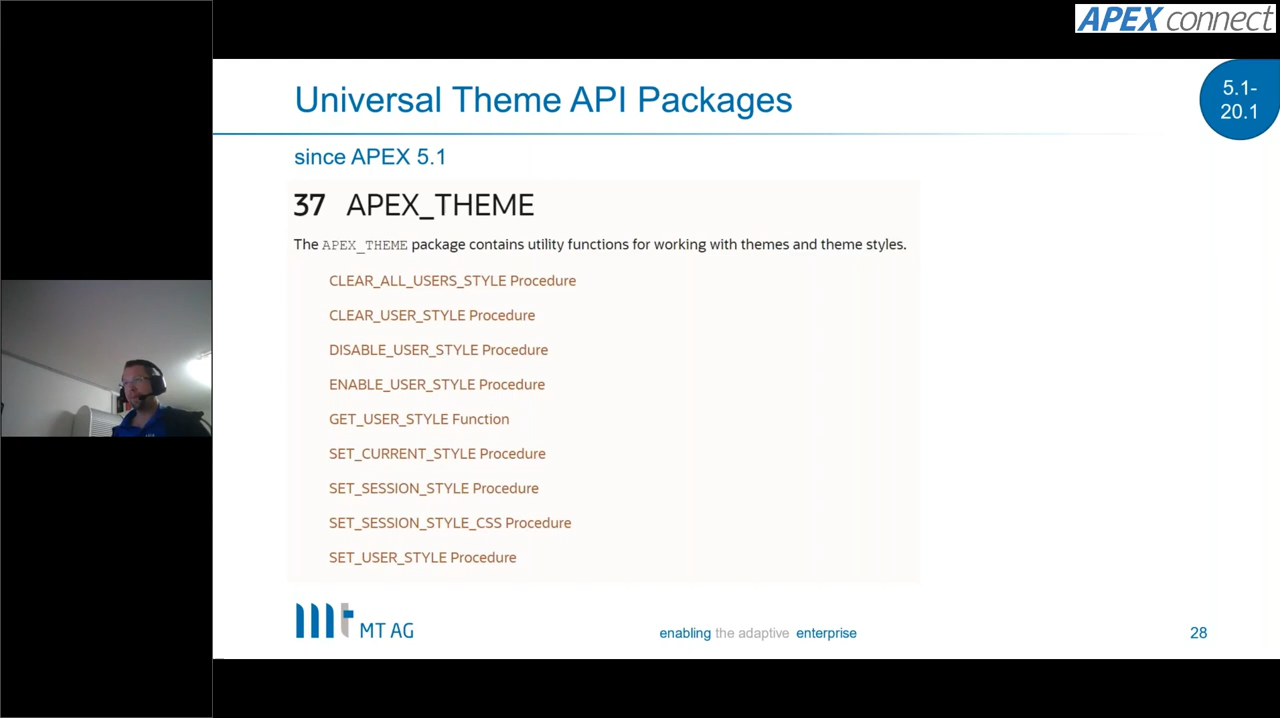 APEX connect
Universal Theme API Packages
5.1-
20.1
since APEX 5.1
37 APEX_THEME
The APEX_THEME package contains utility functions for working with themes and theme styles.
CLEAR_ALL_USERS_STYLE Procedure
CLEAR_USER_STYLE Procedure
DISABLE_USER_STYLE Procedure
ENABLE_USER_STYLE Procedure
GET_USER_STYLE Function
SET_CURRENT_STYLE Procedure
SET_SESSION_STYLE Procedure
SET_SESSION_STYLE_CSS Procedure
SET_USER_STYLE Procedure
mt MT AG
enabling the adaptive enterprise
28